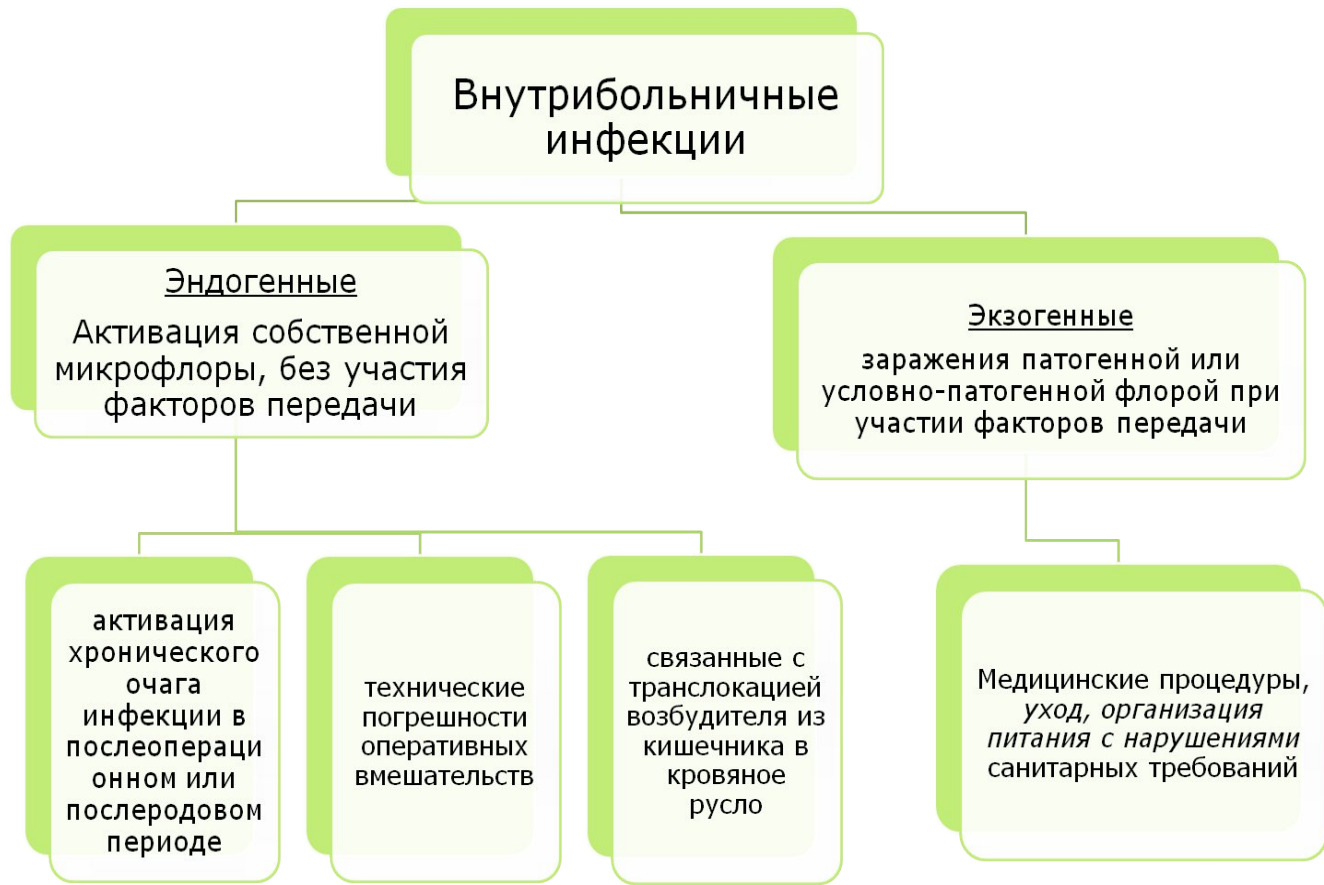 Внутрибольничные
инфекции
Эндогенные
Активация собственной
микрофлоры, без участия
факторов передачи
Экзогенные
заражения патогенной или
условно-патогенной флорой при
участии факторов передачи
активация
хронического
очага
инфекции в
послеопераци
онном или
послеродовом
периоде
технические
погрешности
оперативных
вмешательств
связанные с
транслокацией
возбудителя из
кишечника в
кровяное
русло
Медицинские процедуры,
уход, организация
питания с нарушениями
санитарных требований